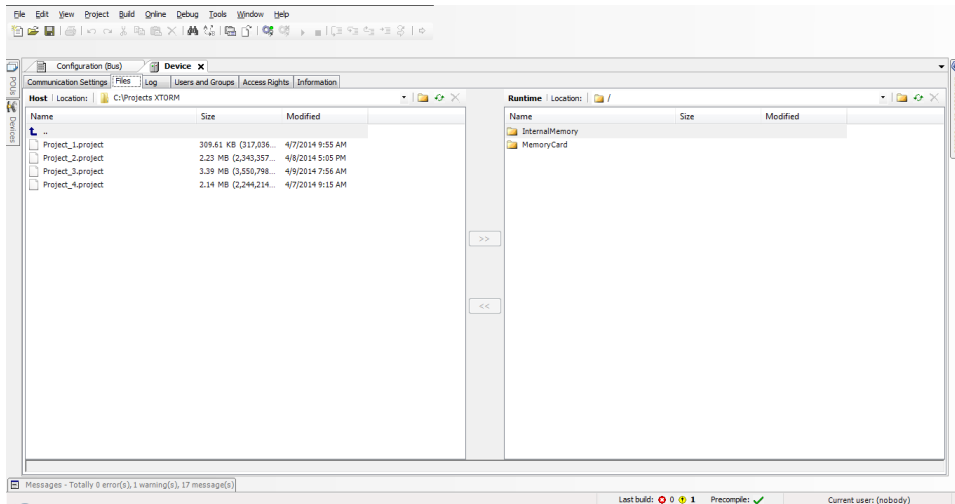 File Edit View Project Build Online Debug Tools Window Help
Configuration (Bus) Device X
Communication Settings Files Log Users and Groups Access Rights Information
Host Location: C:\Projects XTORM
Runtime Location: /
Name Size Modified
Name Size Modified
..
InternalMemory
Project_1.project 309.61 KB (317,036... 4/7/2014 9:55 AM
MemoryCard
Project_2.project 2.23 MB (2,343,357... 4/8/2014 5:05 PM
Project_3.project 3.39 MB (3,550,798... 4/9/2014 7:56 AM
Project_4.project 2.14 MB (2,244,214... 4/7/2014 9:15 AM
>>
<<
POUs
Devices
Messages - Totally 0 error(s), 1 warning(s), 17 message(s)
Last build: 0 1 Precompile: Current user: (nobody)